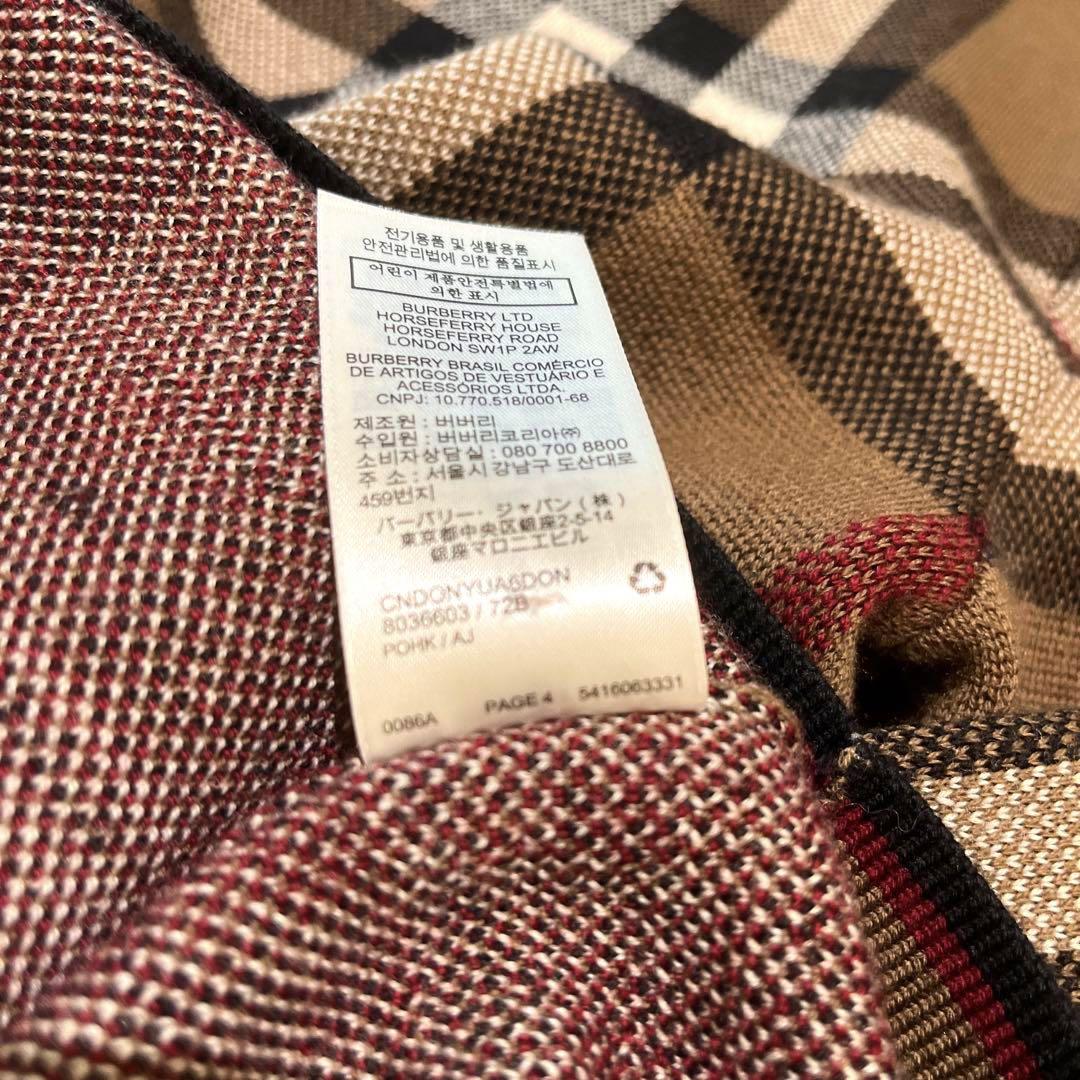 전기용품 및 생활용품
안전관리법에 의한 품질표시
어린이 제품안전특별법에
의한 표시
BURBERRY LTD
HORSEFERRY HOUSE
HORSEFERRY ROAD
LONDON SW1P 2AW
BURBERRY BRASIL COMÉRCIO
DE ARTIGOS DE VESTUÁRIO E
ACESSÓRIOS LTDA.
CNPJ: 10.770.518/0001-68
제조원 : 버버리
수입원 : 버버리코리아㈜
소비자상담실 : 080 700 8800
주 소 : 서울시 강남구 도산대로
459번지
バーバリー・ジャパン(株)
東京都中央区銀座2-5-14
銀座マロニエビル
CNDONYUA6DON
8036603 / 72B
POHK / AJ
0086A PAGE 4 5416063331